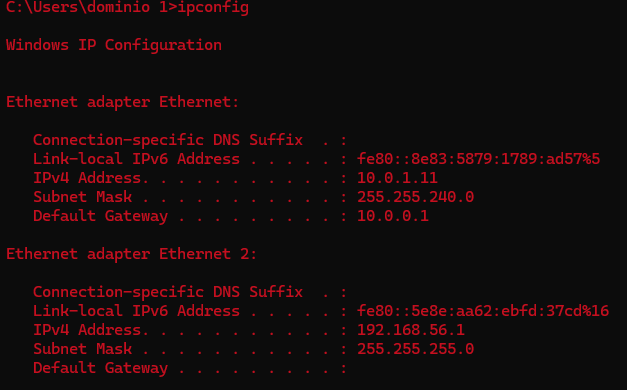 C:\Users\dominio 1>ipconfig
Windows IP Configuration
Ethernet adapter Ethernet:
Connection-specific DNS Suffix  . :
Link-local IPv6 Address . . . . . : fe80::8e83:5879:1789:ad57%5
IPv4 Address. . . . . . . . . . . : 10.0.1.11
Subnet Mask . . . . . . . . . . . : 255.255.240.0
Default Gateway . . . . . . . . . : 10.0.0.1
Ethernet adapter Ethernet 2:
Connection-specific DNS Suffix  . :
Link-local IPv6 Address . . . . . : fe80::5e8e:aa62:ebfd:37cd%16
IPv4 Address. . . . . . . . . . . : 192.168.56.1
Subnet Mask . . . . . . . . . . . : 255.255.255.0
Default Gateway . . . . . . . . . :